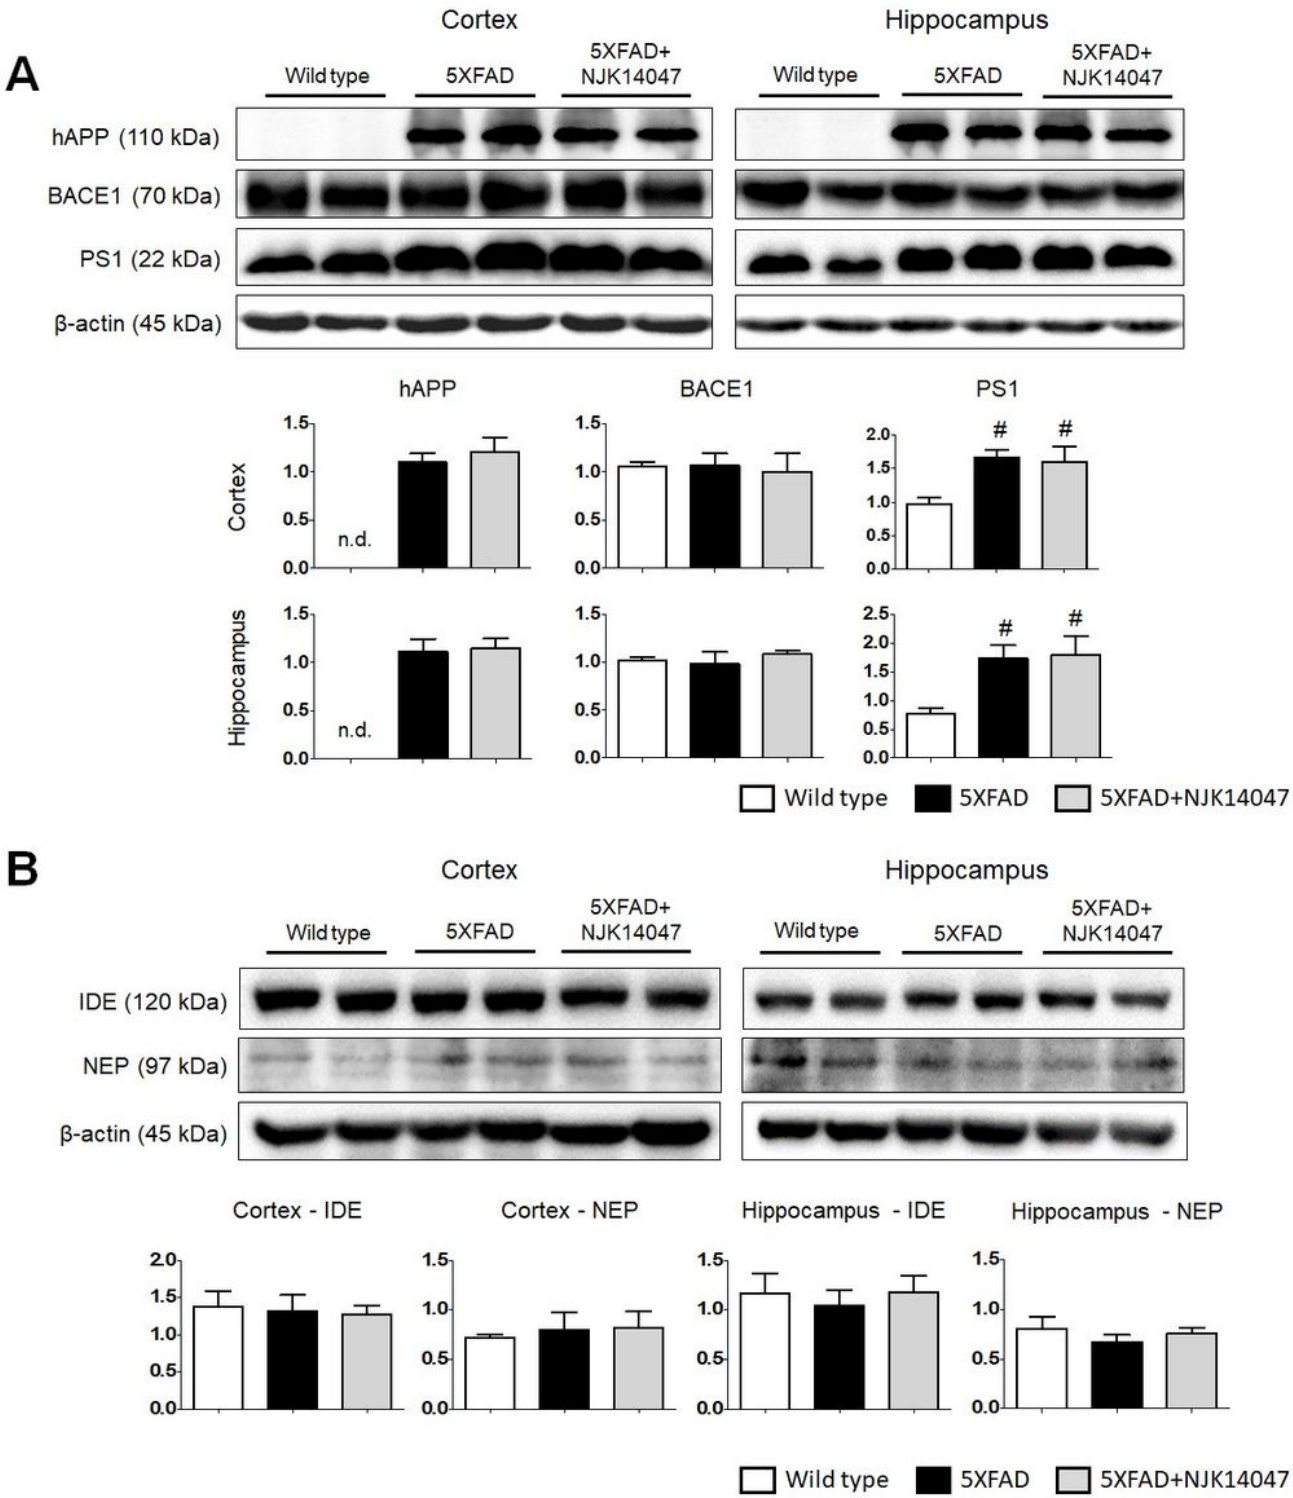 A
Cortex
Hippocampus
Wild type
5XFAD
5XFAD+
NJK14047
Wild type
5XFAD
5XFAD+
NJK14047
hAPP (110 kDa)
BACE1 (70 kDa)
PS1 (22 kDa)
β-actin (45 kDa)
hAPP
BACE1
PS1
Cortex
1.5
1.0
0.5
0.0
n.d.
1.5
1.0
0.5
0.0
2.0
1.5
1.0
0.5
0.0
#
#
Hippocampus
1.5
1.0
0.5
0.0
n.d.
1.5
1.0
0.5
0.0
2.5
2.0
1.5
1.0
0.5
0.0
#
#
Wild type
5XFAD
5XFAD+NJK14047
B
Cortex
Hippocampus
Wild type
5XFAD
5XFAD+
NJK14047
Wild type
5XFAD
5XFAD+
NJK14047
IDE (120 kDa)
NEP (97 kDa)
β-actin (45 kDa)
Cortex - IDE
Cortex - NEP
Hippocampus - IDE
Hippocampus - NEP
2.0
1.5
1.0
0.5
0.0
1.5
1.0
0.5
0.0
1.5
1.0
0.5
0.0
1.5
1.0
0.5
0.0
Wild type
5XFAD
5XFAD+NJK14047